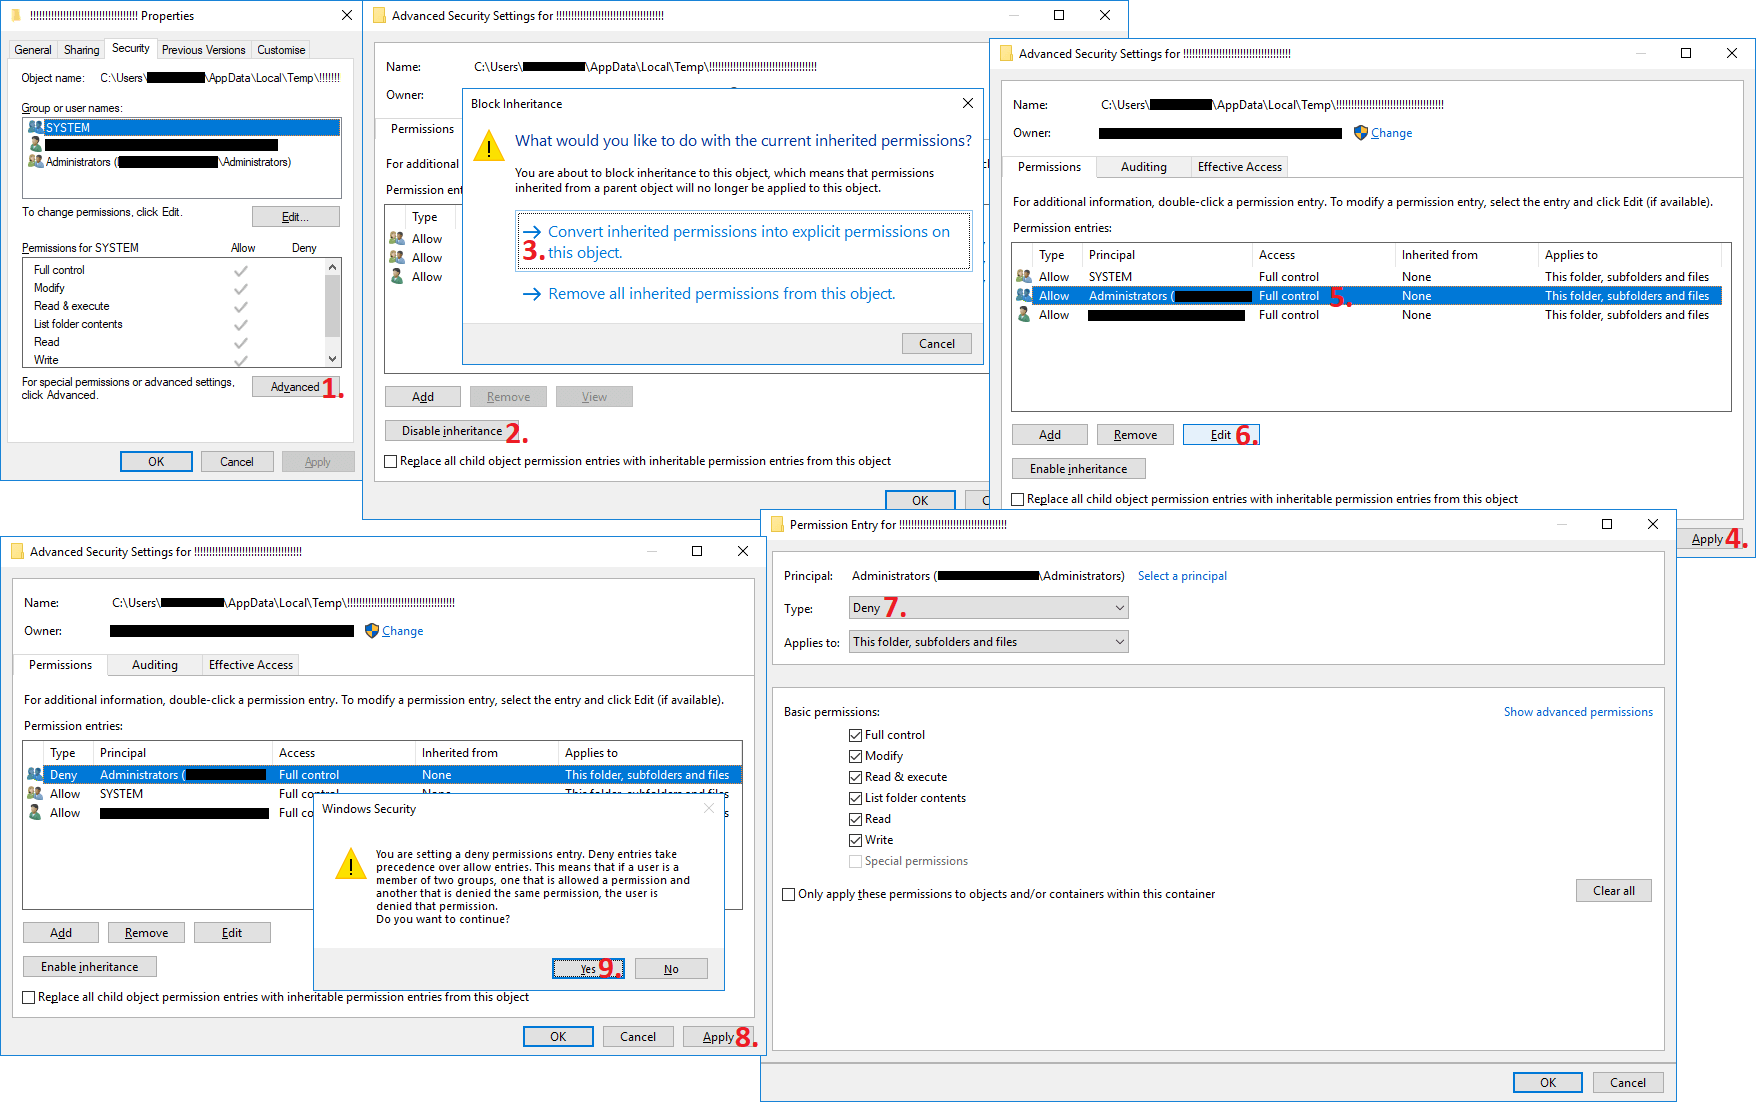 !!!!!!!!!!!!!!!!!!!!!!!!!!!!!!!!!!!! Properties
General Sharing Security Previous Versions Customise
Object name: C:\Users\ \AppData\Local\Temp\!!!!!!!
Group or user names:
SYSTEM
Administrators ( \Administrators)
To change permissions, click Edit.
Edit...
Permissions for SYSTEM Allow Deny
Full control
Modify
Read & execute
List folder contents
Read
Write
For special permissions or advanced settings,
click Advanced.
Advanced 1.
OK Cancel Apply
Advanced Security Settings for !!!!!!!!!!!!!!!!!!!!!!!!!!!!!!!!!!!!
Name: C:\Users\ \AppData\Local\Temp\!!!!!!!!!!!!!!!!!!!!!!!!!!!!!!!!!!!!
Owner:
Permissions
For additional
Permission ent
Type
Allow
Allow
Allow
Block Inheritance
What would you like to do with the current inherited permissions?
You are about to block inheritance to this object, which means that permissions
inherited from a parent object will no longer be applied to this object.
Convert inherited permissions into explicit permissions on
3. this object.
Remove all inherited permissions from this object.
Cancel
Add Remove View
Disable inheritance 2.
Replace all child object permission entries with inheritable permission entries from this object
OK C
Advanced Security Settings for !!!!!!!!!!!!!!!!!!!!!!!!!!!!!!!!!!!!
Name: C:\Users\ \AppData\Local\Temp\!!!!!!!!!!!!!!!!!!!!!!!!!!!!!!!!!!!!
Owner: Change
Permissions Auditing Effective Access
For additional information, double-click a permission entry. To modify a permission entry, select the entry and click Edit (if available).
Permission entries:
Type Principal Access Inherited from Applies to
Allow SYSTEM Full control None This folder, subfolders and files
Allow Administrators ( Full control 5. None This folder, subfolders and files
Allow Full control None This folder, subfolders and files
Add Remove Edit 6.
Enable inheritance
Replace all child object permission entries with inheritable permission entries from this object
Apply 4.
Permission Entry for !!!!!!!!!!!!!!!!!!!!!!!!!!!!!!!!!!!!
Principal: Administrators ( \Administrators) Select a principal
Type: Deny 7.
Applies to: This folder, subfolders and files
Basic permissions: Show advanced permissions
Full control
Modify
Read & execute
List folder contents
Read
Write
Special permissions
Only apply these permissions to objects and/or containers within this container
Clear all
OK Cancel
Advanced Security Settings for !!!!!!!!!!!!!!!!!!!!!!!!!!!!!!!!!!!!
Name: C:\Users\ \AppData\Local\Temp\!!!!!!!!!!!!!!!!!!!!!!!!!!!!!!!!!!!!
Owner: Change
Permissions Auditing Effective Access
For additional information, double-click a permission entry. To modify a permission entry, select the entry and click Edit (if available).
Permission entries:
Type Principal Access Inherited from Applies to
Deny Administrators ( Full control None This folder, subfolders and files
Allow SYSTEM Full control None This folder, subfolders and files
Allow Full co
Windows Security
You are setting a deny permissions entry. Deny entries take
precedence over allow entries. This means that if a user is a
member of two groups, one that is allowed a permission and
another that is denied the same permission, the user is
denied that permission.
Do you want to continue?
Yes 9. No
Add Remove Edit
Enable inheritance
Replace all child object permission entries with inheritable permission entries from this object
OK Cancel Apply 8.